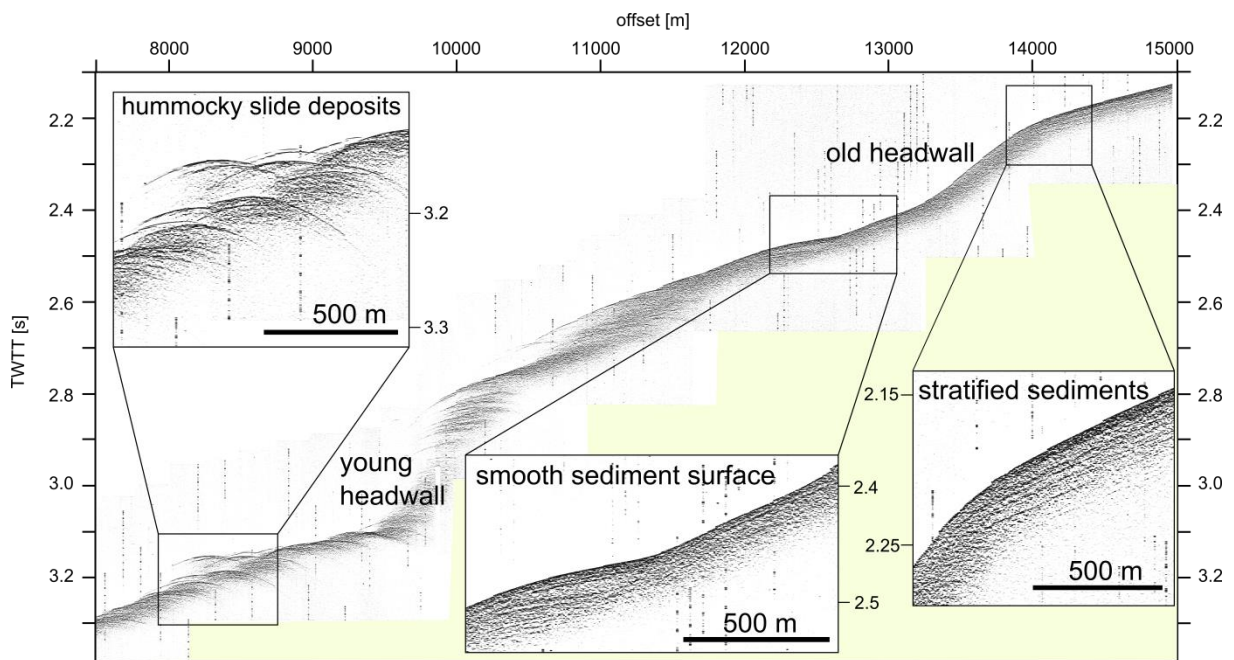 offset [m]
8000 9000 10000 11000 12000 13000 14000 15000
hummocky slide deposits
3.2
3.3
500 m
old headwall
young
headwall
TWTT [s]
2.2
2.4
2.6
2.8
3.0
3.2
smooth sediment surface
2.4
2.5
500 m
stratified sediments
2.15
2.25
500 m
2.2
2.4
2.6
2.8
3.0
3.2